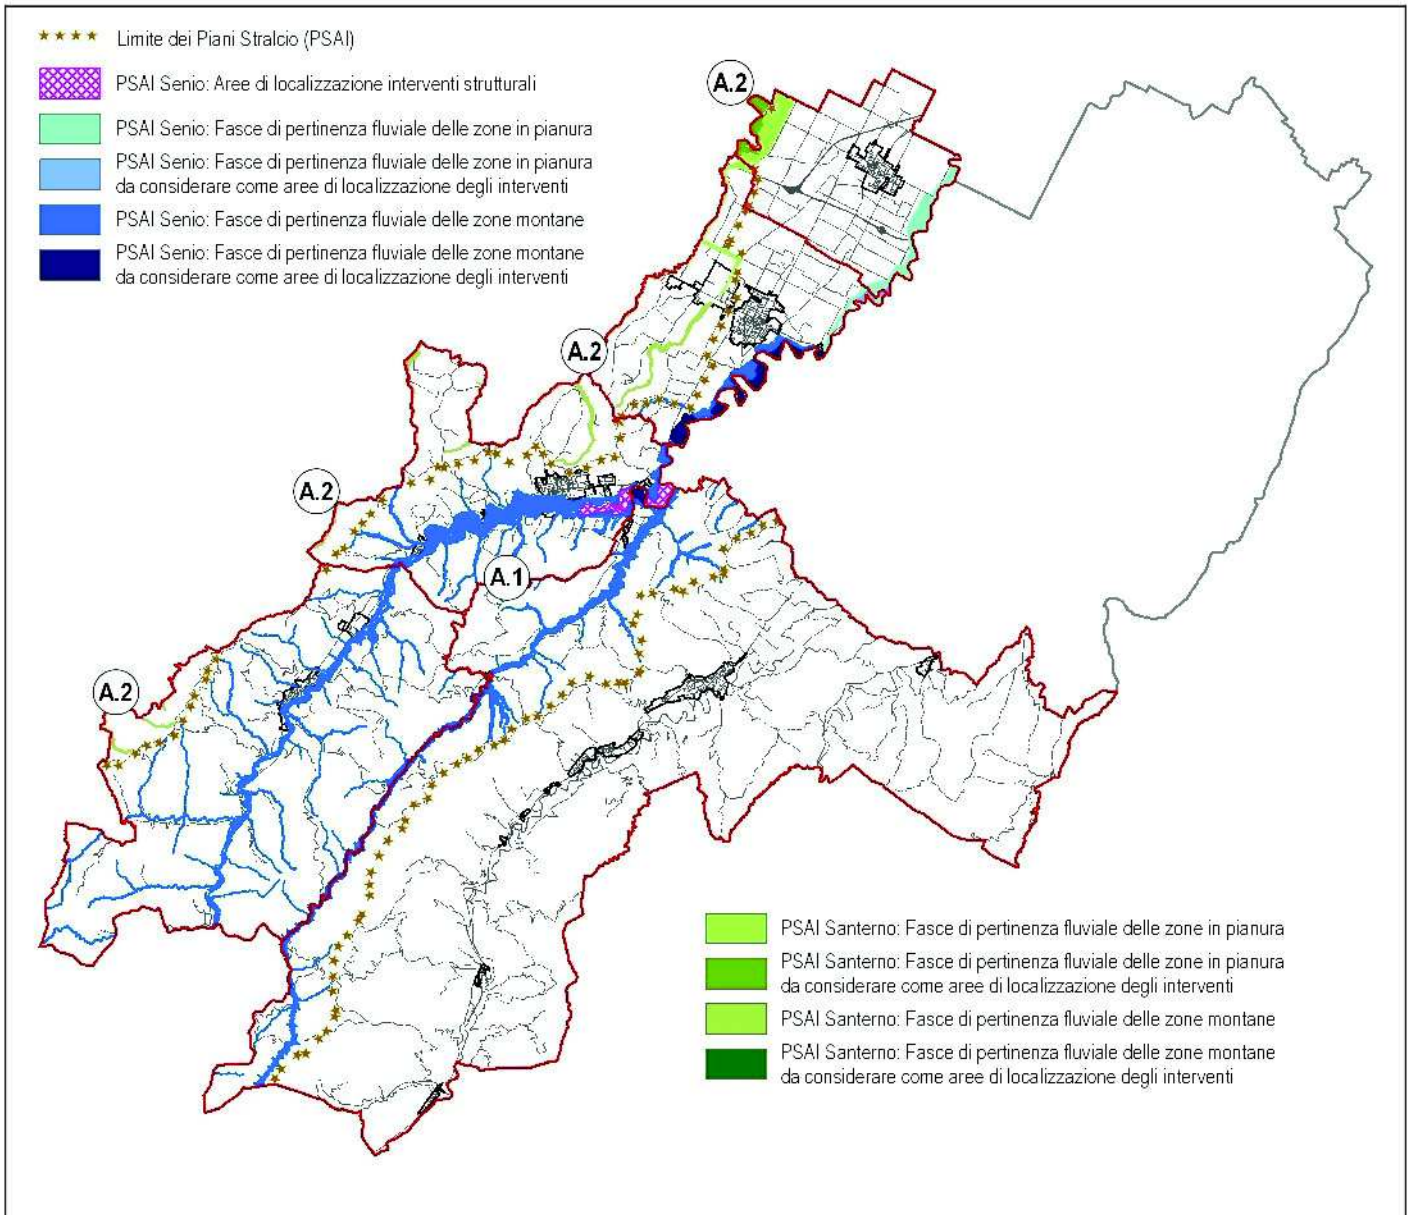 Limite dei Piani Stralcio (PSAI)
PSAI Senio: Aree di localizzazione interventi strutturali
PSAI Senio: Fasce di pertinenza fluviale delle zone in pianura
PSAI Senio: Fasce di pertinenza fluviale delle zone in pianura
da considerare come aree di localizzazione degli interventi
PSAI Senio: Fasce di pertinenza fluviale delle zone montane
PSAI Senio: Fasce di pertinenza fluviale delle zone montane
da considerare come aree di localizzazione degli interventi
A.2
A.2
A.2
A.1
A.2
PSAI Santerno: Fasce di pertinenza fluviale delle zone in pianura
PSAI Santerno: Fasce di pertinenza fluviale delle zone in pianura
da considerare come aree di localizzazione degli interventi
PSAI Santerno: Fasce di pertinenza fluviale delle zone montane
PSAI Santerno: Fasce di pertinenza fluviale delle zone montane
da considerare come aree di localizzazione degli interventi